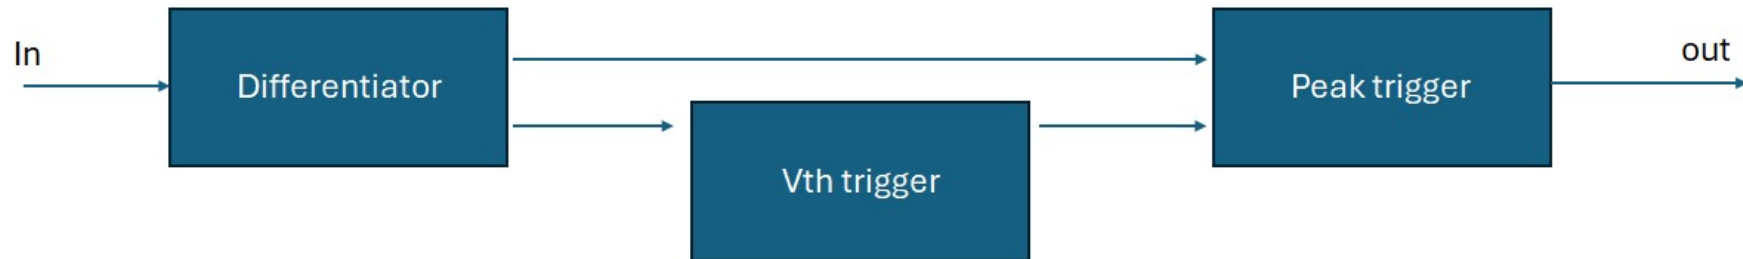 In
Differentiator
Vth trigger
Peak trigger
out